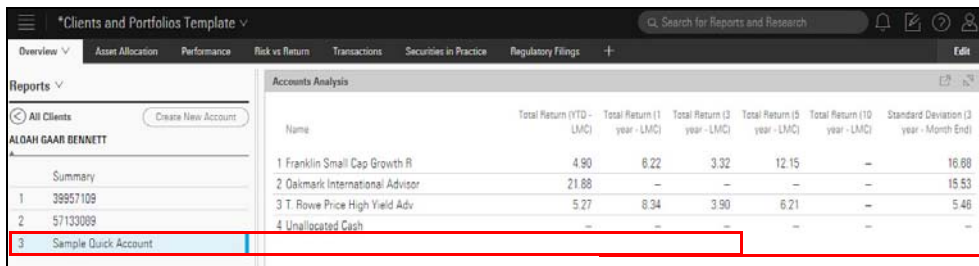 *Clients and Portfolios Template
Search for Reports and Research
Overview Asset Allocation Performance Risk vs Return Transactions Securities in Practice Regulatory Filings + Edit
Reports
All Clients Create New Account
ALOAH GAAR BENNETT
Summary
1 39957109
2 57133089
3 Sample Quick Account
Accounts Analysis
Name Total Return (YTD - LMC) Total Return (1 year - LMC) Total Return (3 year - LMC) Total Return (5 year - LMC) Total Return (10 year - LMC) Standard Deviation (3 year - Month End)
1 Franklin Small Cap Growth R 4.90 6.22 3.32 12.15 – 16.68
2 Oakmark International Advisor 21.88 – – – – 15.53
3 T. Rowe Price High Yield Adv 5.27 8.34 3.90 6.21 – 5.46
4 Unallocated Cash – – – – – –